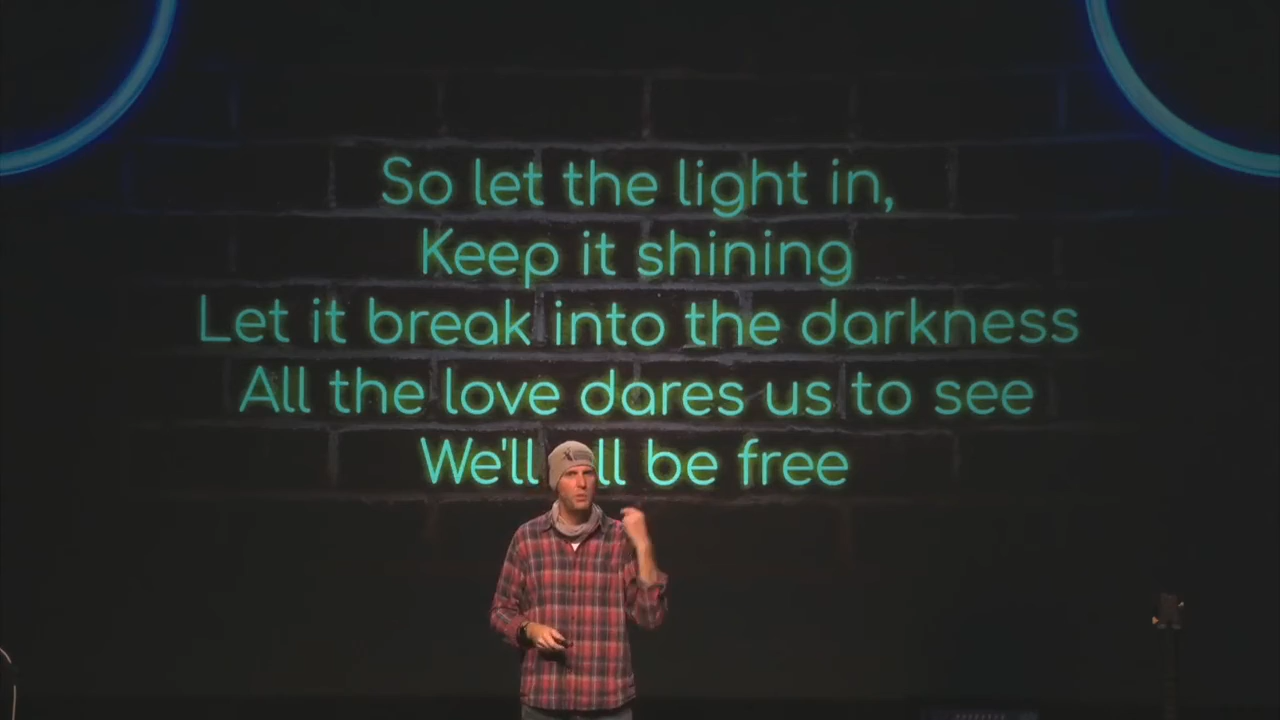 So let the light in,
Keep it shining
Let it break into the darkness
All the love dares us to see
We'll ll be free